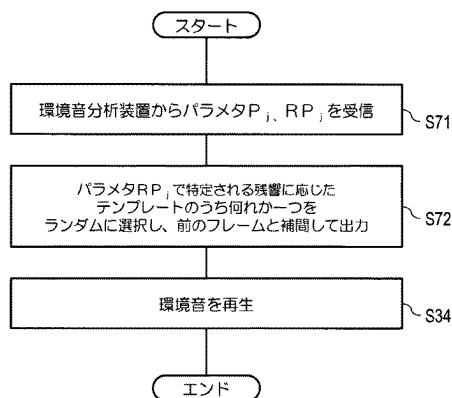 スタート
環境音分析装置からパラメタPj、RPjを受信
S71
パラメタRPjで特定される残響に応じた
テンプレートのうち何れか一つを
ランダムに選択し、前のフレームと補間して出力
S72
環境音を再生
S34
エンド